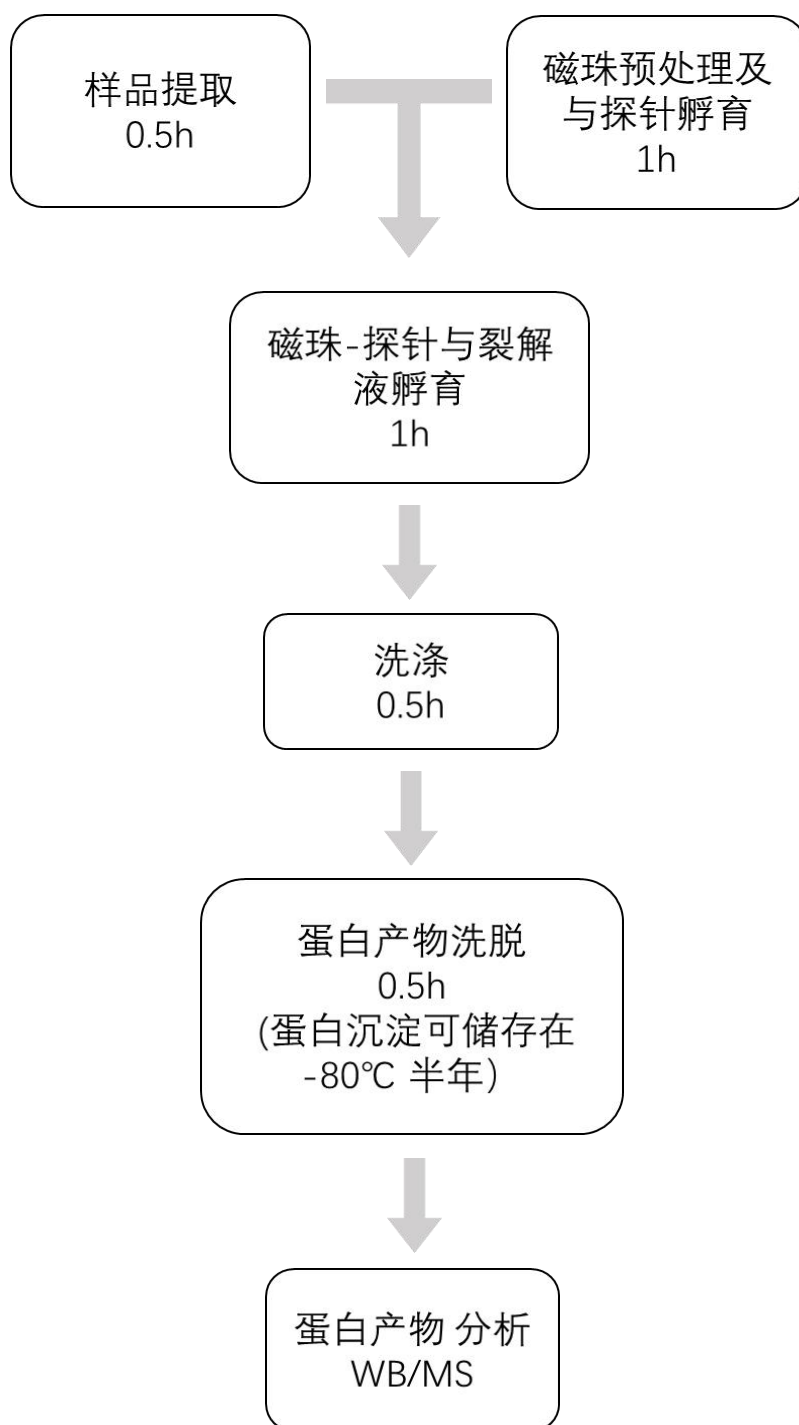 样品提取
0.5h
磁珠预处理及
与探针孵育
1h
磁珠-探针与裂解
液孵育
1h
洗涤
0.5h
蛋白产物洗脱
0.5h
(蛋白沉淀可储存在
-80℃ 半年）
蛋白产物 分析
WB/MS